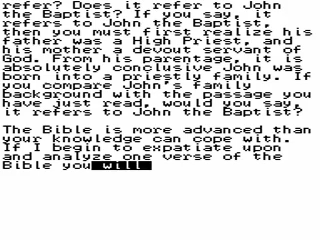 refer? Does it refer to John
the Baptist? If you say, it
refers to John the Baptist,
then you must first realize his
father was a High Priest, and
his mother a devout servant of
God. From his parentage, it is
absolutely conclusive John was
born into a priestly family. If
you compare John's family
background with the passage you
have just read, would you say,
it refers to John the Baptist?
The Bible is more advanced than
your knowledge can cope with.
If I begin to expatiate upon
and analyze one verse of the
Bible you will